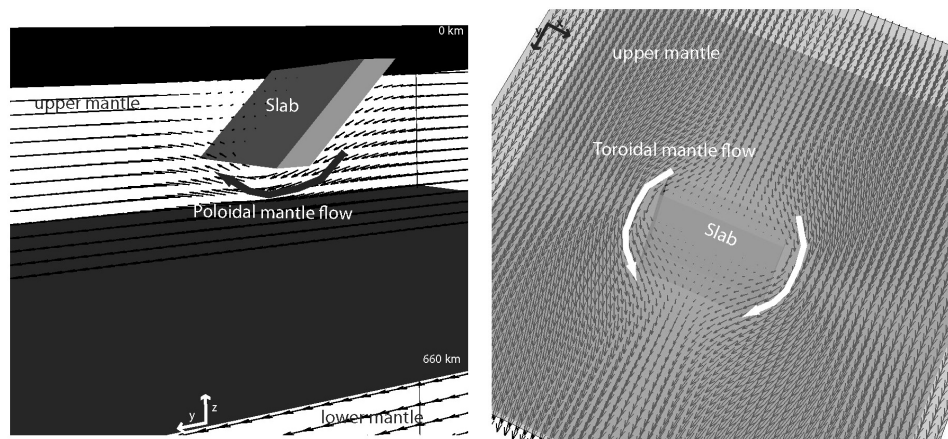 0 km
upper mantle
Slab
Poloidal mantle flow
660 km
y
z
lower mantle
y
x
upper mantle
Toroidal mantle flow
Slab